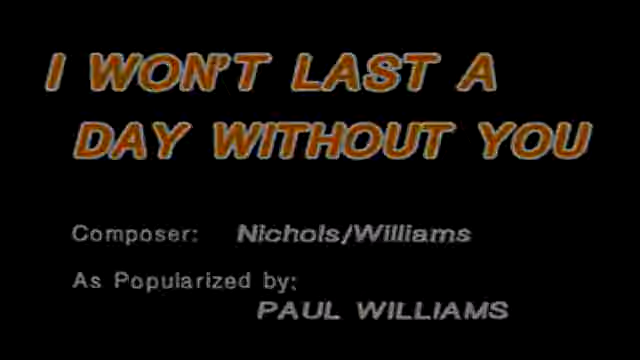 I WON'T LAST A
DAY WITHOUT YOU
Composer: Nichols/Williams
As Popularized by:
PAUL WILLIAMS